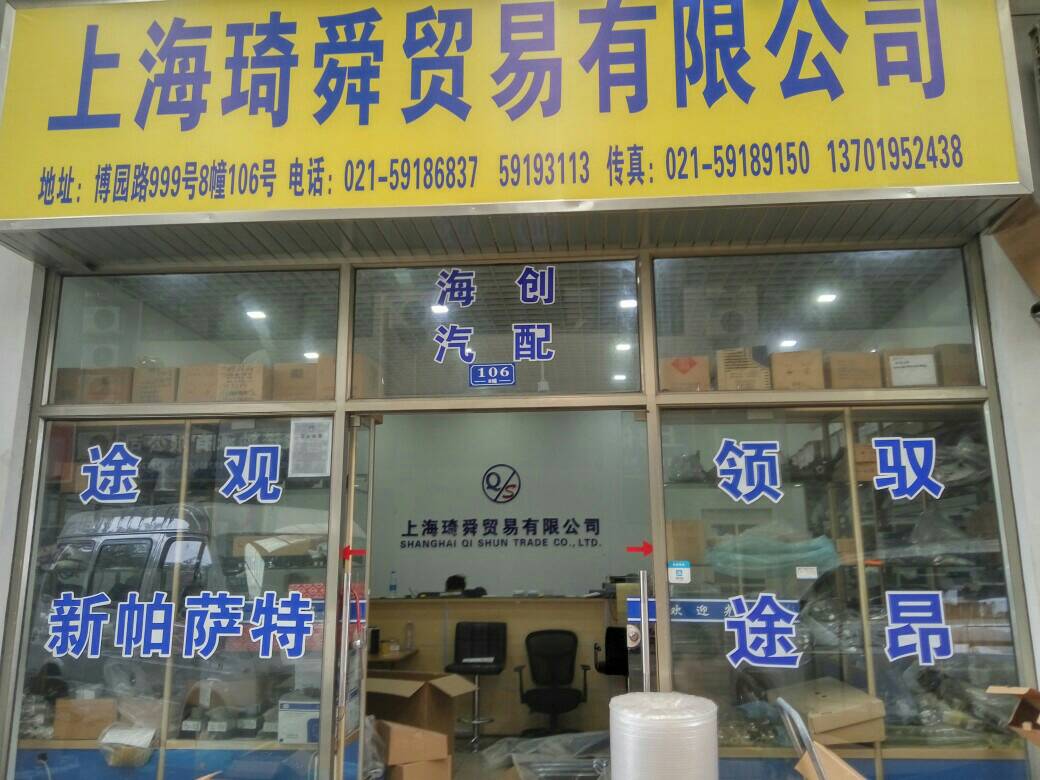 上海琦舜贸易有限公司
地址：博园路999号8幢106号 电话：021-59186837 59193113 传真：021-59189150 13701952438
海创
汽配
106
途观
领驭
Q/S
上海琦舜贸易有限公司
SHANGHAI QI SHUN TRADE CO.,LTD.
新帕萨特
欢迎
途昂